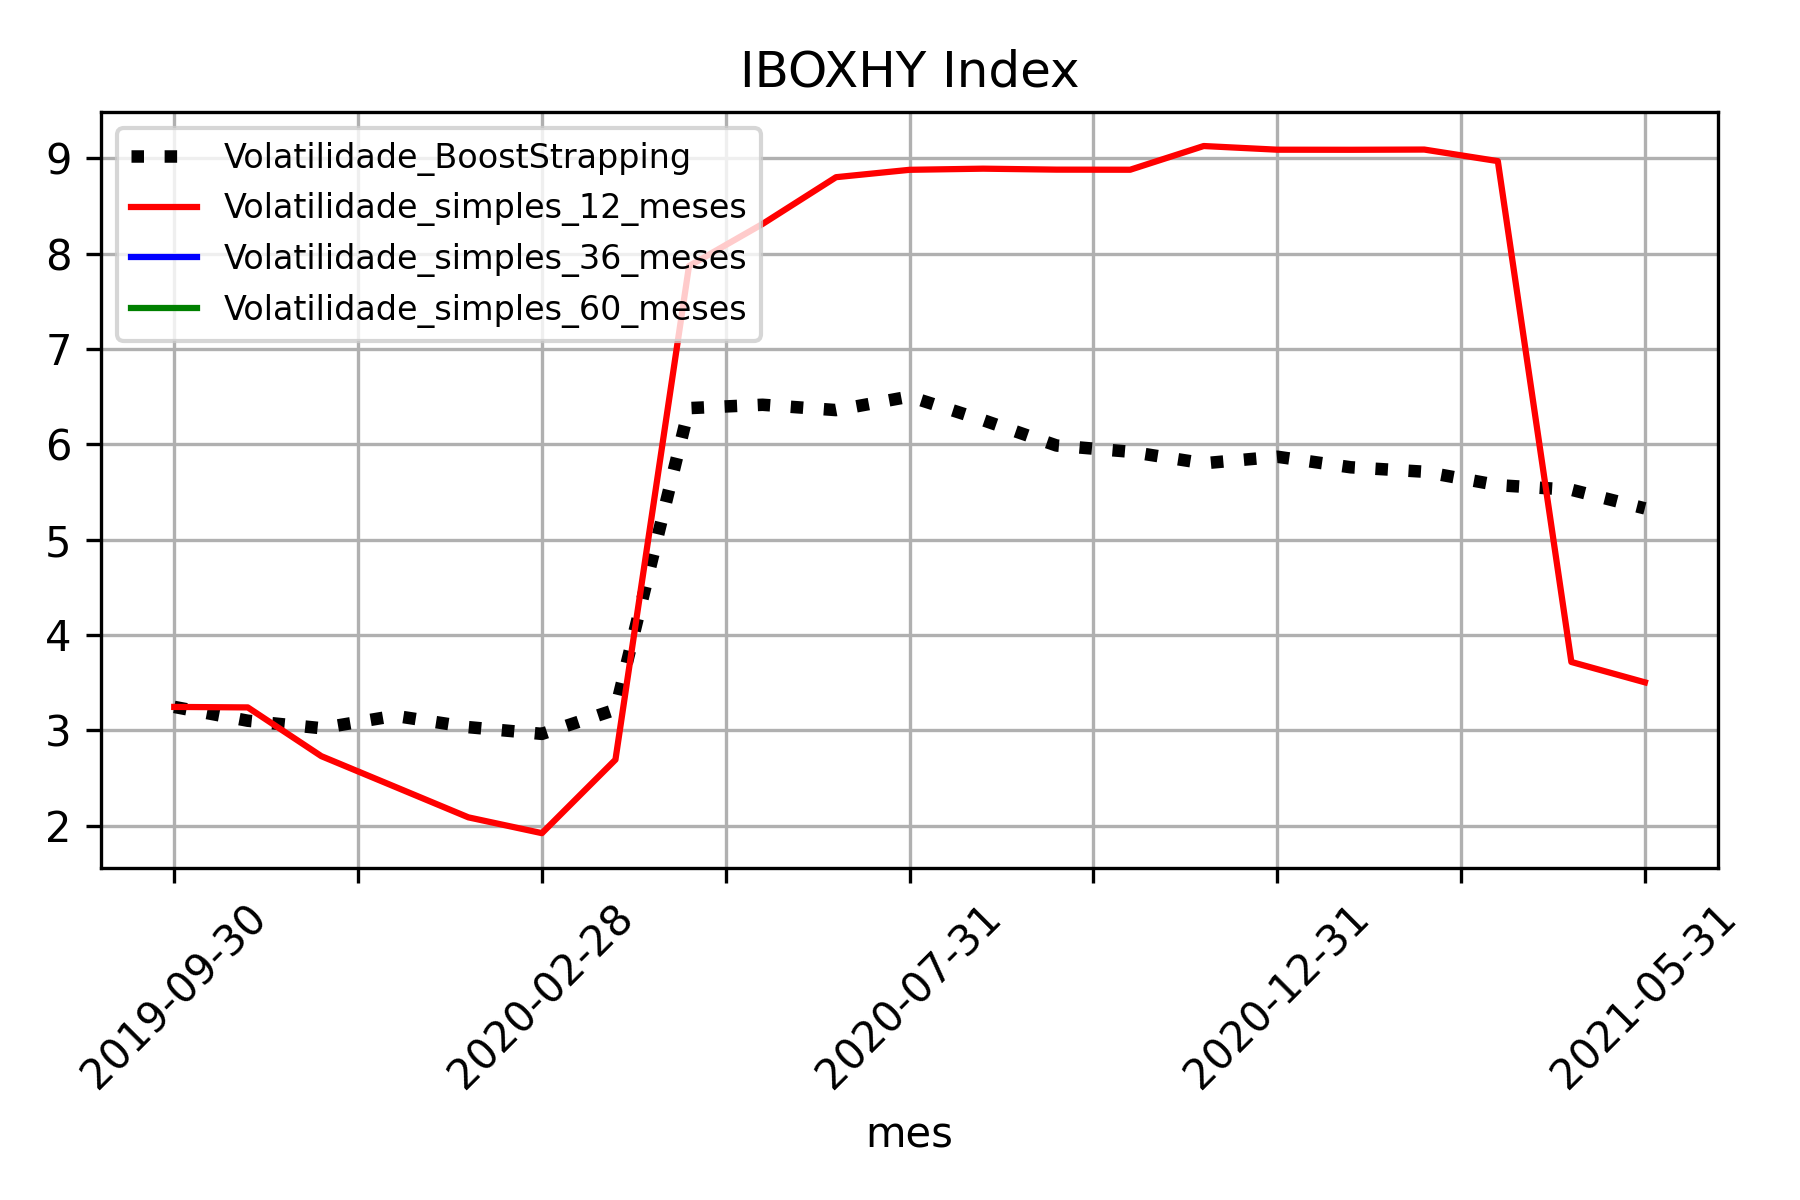 IBOXHY Index
Volatilidade_BoostStrapping
Volatilidade_simples_12_meses
Volatilidade_simples_36_meses
Volatilidade_simples_60_meses
9
8
7
6
5
4
3
2
2019-09-30
2020-02-28
2020-07-31
2020-12-31
2021-05-31
mes